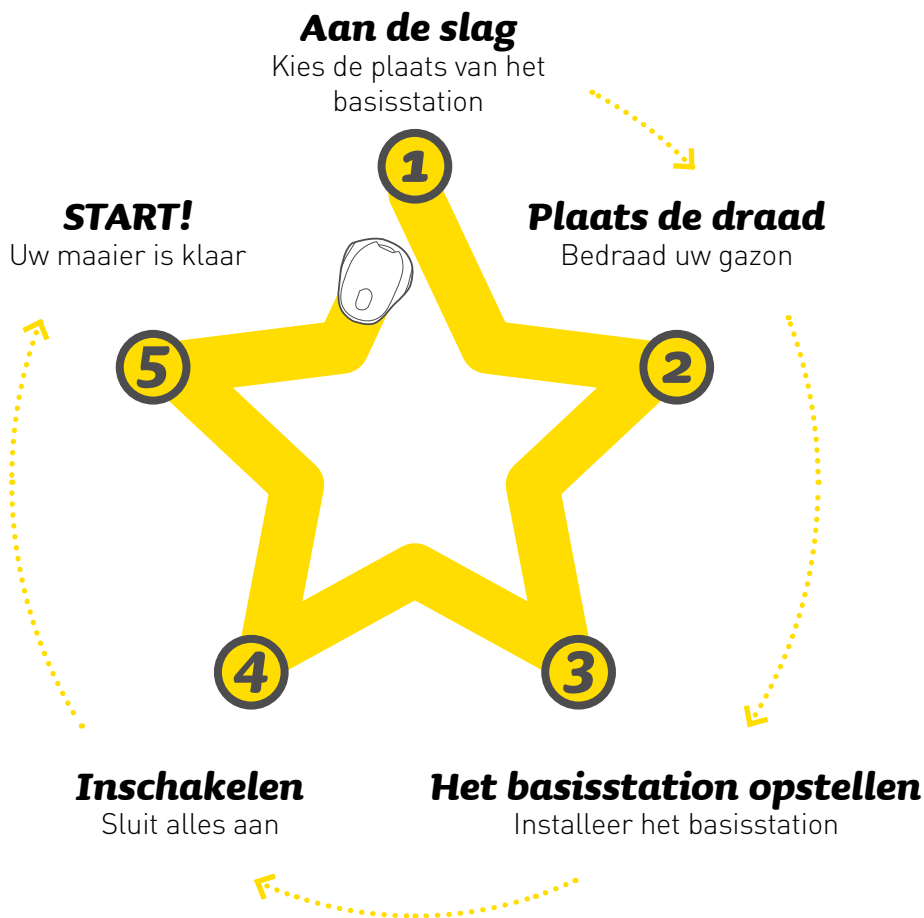 Aan de slag
Kies de plaats van het
basisstation
1
Plaats de draad
Bedraad uw gazon
2
3
Het basisstation opstellen
Installeer het basisstation
4
Inschakelen
Sluit alles aan
5
START!
Uw maaier is klaar